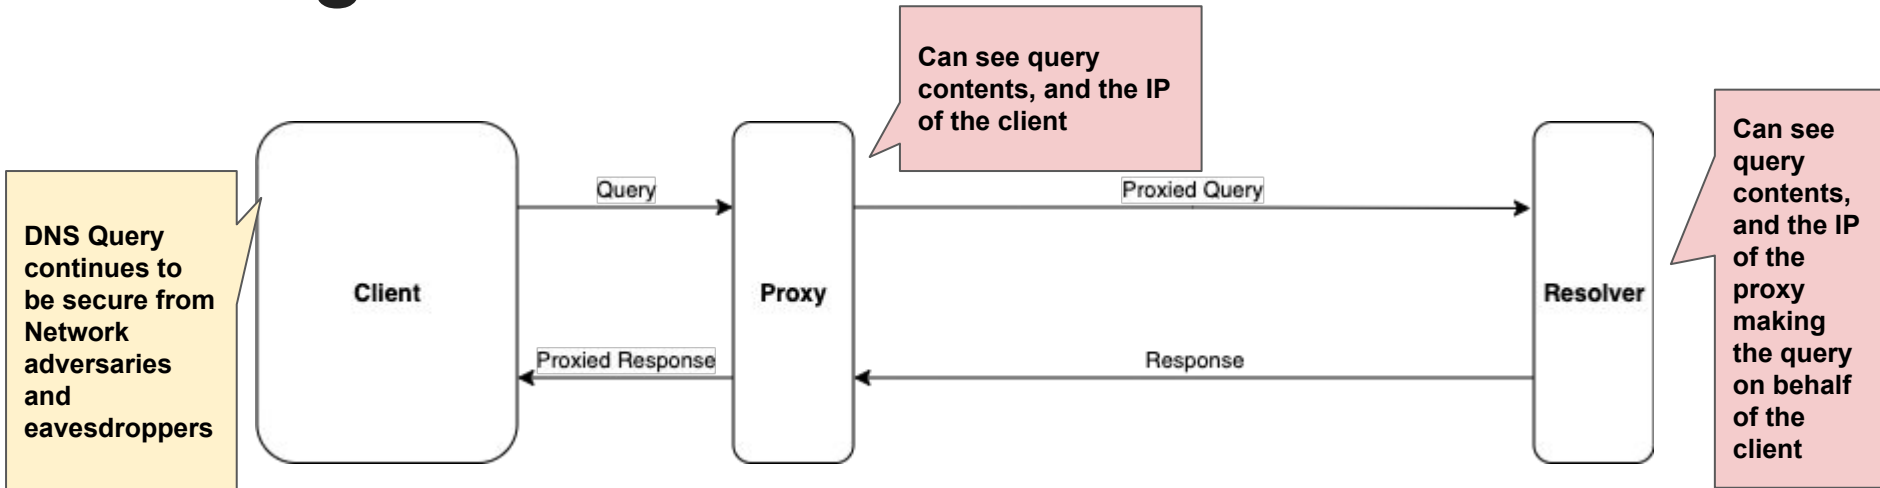 Can see query
contents, and the IP
of the client
Can see
query
contents,
and the IP
of the
proxy
making
the query
on behalf
of the
client
DNS Query
continues to
be secure from
Network
adversaries
and
eavesdroppers
Client
Query
Proxied Response
Proxy
Proxied Query
Response
Resolver